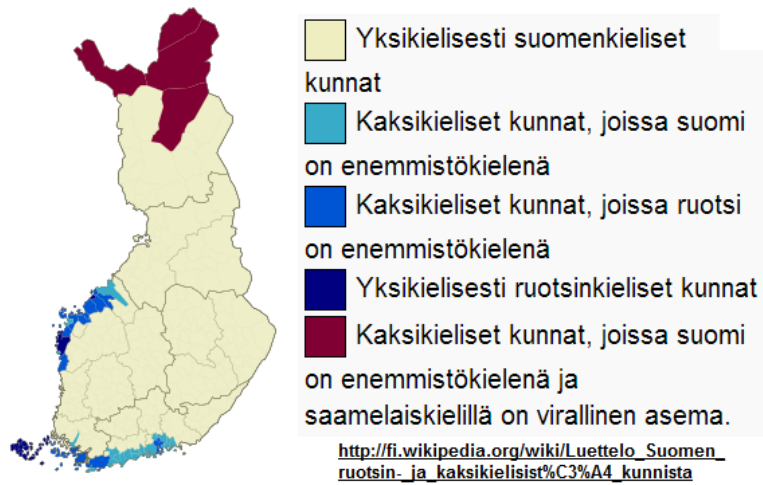 Yksikielisesti suomenkieliset
kunnat
Kaksikieliset kunnat, joissa suomi
on enemmistökielenä
Kaksikieliset kunnat, joissa ruotsi
on enemmistökielenä
Yksikielisesti ruotsinkieliset kunnat
Kaksikieliset kunnat, joissa suomi
on enemmistökielenä ja
saamelaiskielillä on virallinen asema.
http://fi.wikipedia.org/wiki/Luettelo_Suomen_
ruotsin-_ja_kaksikielisist%C3%A4_kunnista